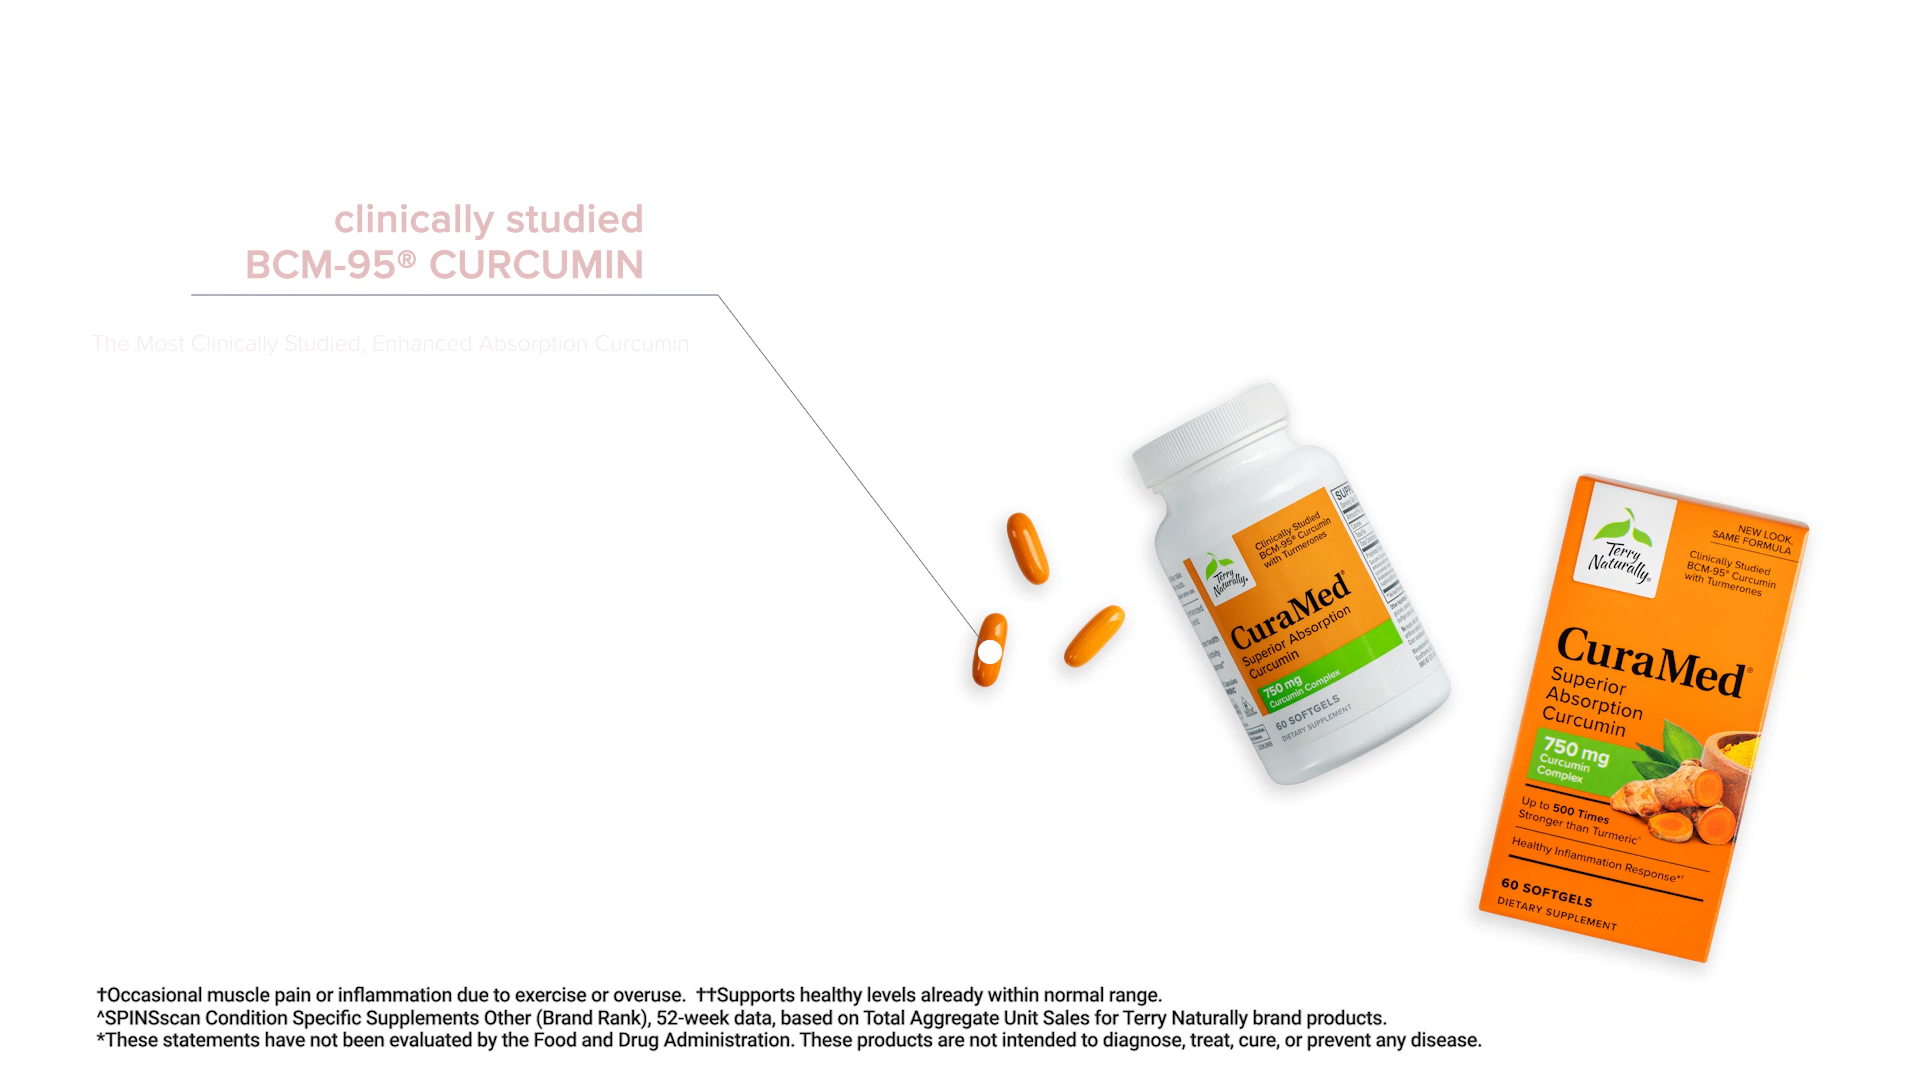 clinically studied
BCM-95® CURCUMIN
The Most Clinically Studied, Enhanced Absorption Curcumin
Terry
Naturally®
Clinically Studied
BCM-95® Curcumin
with Turmerones
CuraMed®
Superior Absorption
Curcumin
750 mg
Curcumin Complex
60 SOFTGELS
DIETARY SUPPLEMENT
Terry
Naturally®
NEW LOOK,
SAME FORMULA
Clinically Studied
BCM-95® Curcumin
with Turmerones
CuraMed®
Superior
Absorption
Curcumin
750 mg
Curcumin
Complex
Up to 500 Times
Stronger than Turmeric^
Healthy Inflammation Response*†
60 SOFTGELS
DIETARY SUPPLEMENT
†Occasional muscle pain or inflammation due to exercise or overuse. ††Supports healthy levels already within normal range.
^SPINSscan Condition Specific Supplements Other (Brand Rank), 52-week data, based on Total Aggregate Unit Sales for Terry Naturally brand products.
*These statements have not been evaluated by the Food and Drug Administration. These products are not intended to diagnose, treat, cure, or prevent any disease.